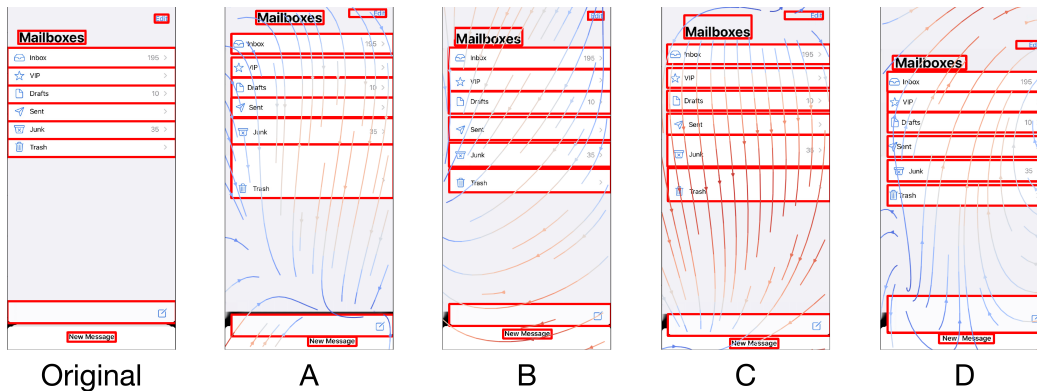 Edit
Mailboxes
Inbox 195
VIP
Drafts 10
Sent
Junk 35
Trash
New Message
Original
Edit
Mailboxes
Inbox 195
VIP
Drafts 10
Sent
Junk 35
Trash
New Message
A
Edit
Mailboxes
Inbox 195
VIP
Drafts 10
Sent
Junk 35
Trash
New Message
B
Edit
Mailboxes
Inbox 195
VIP
Drafts 10
Sent
Junk 35
Trash
New Message
C
Mailboxes
Inbox 195
VIP
Drafts 10
Sent
Junk 35
Trash
New Message
D